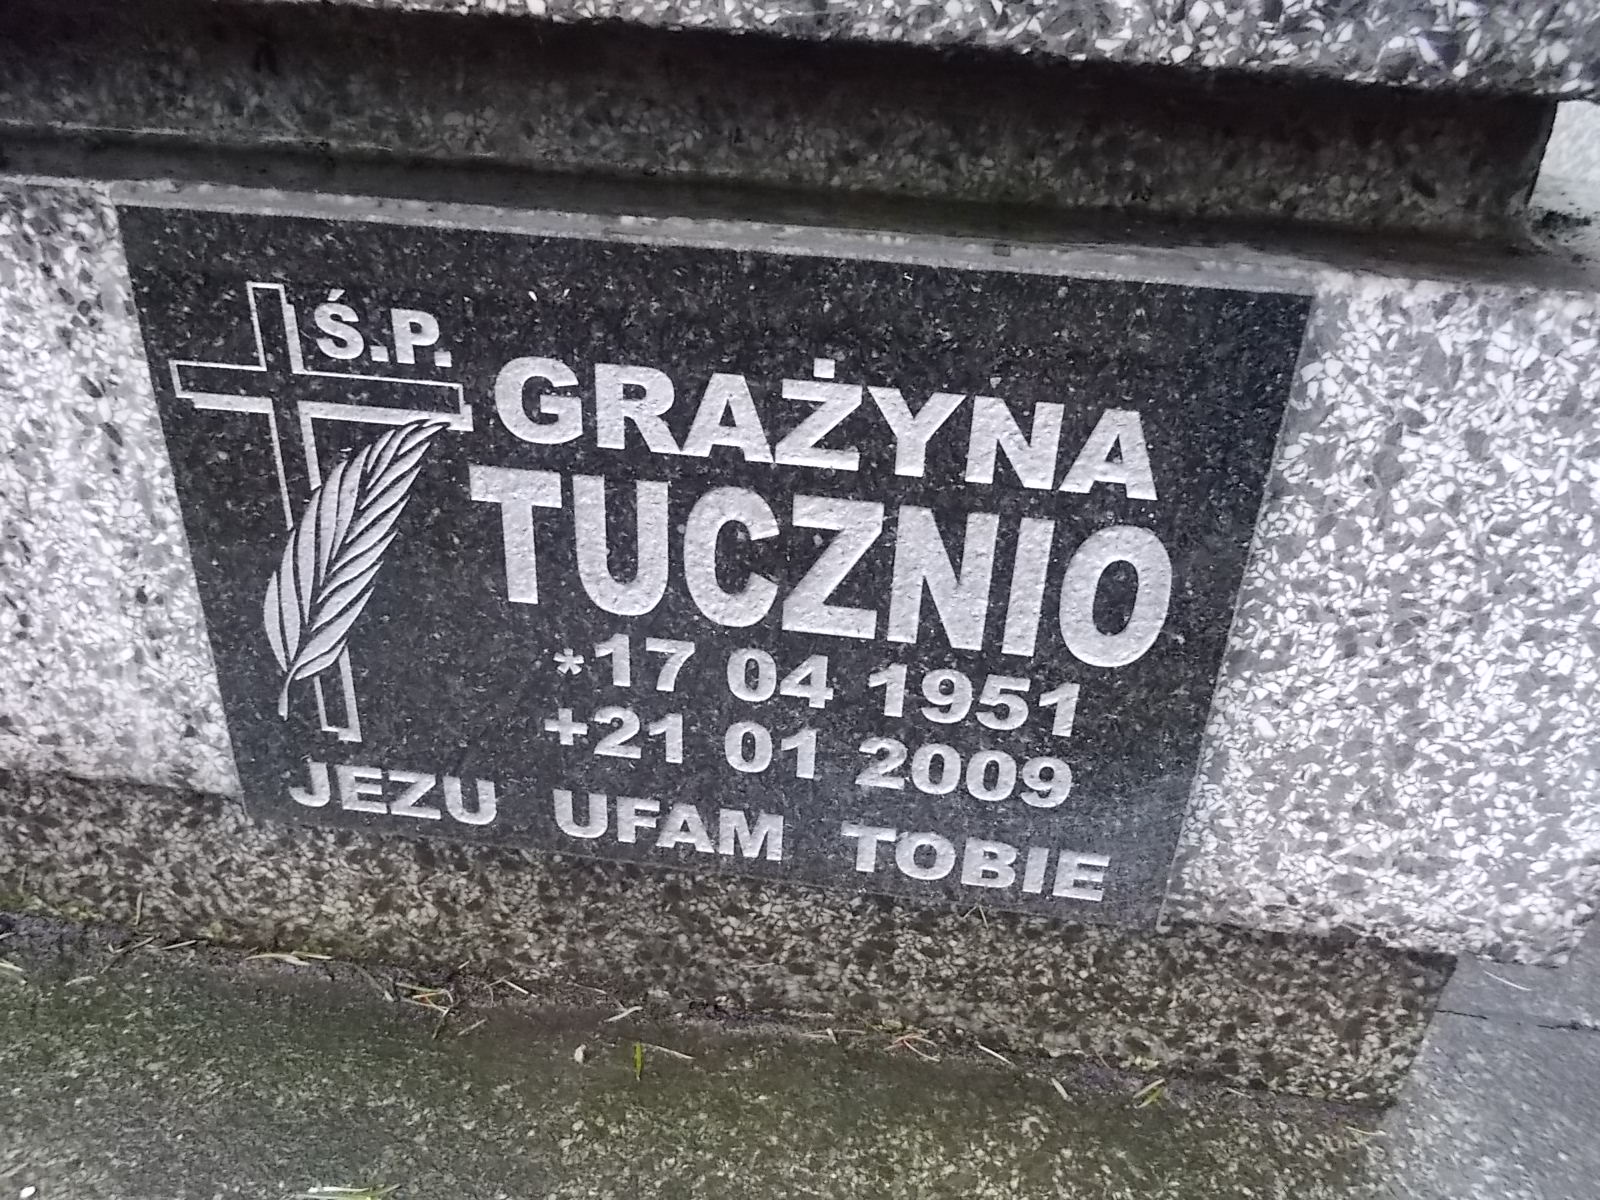 Ś.P.
GRAŻYNA
TUCZNIO
*17 04 1951
+21 01 2009
JEZU UFAM TOBIE